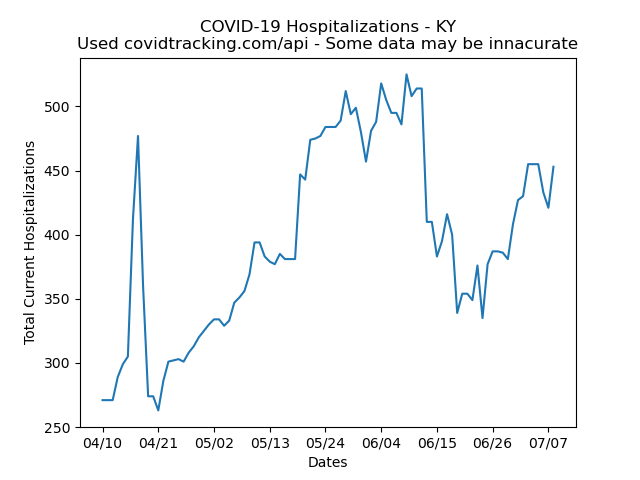 COVID-19 Hospitalizations - KY
Used covidtracking.com/api - Some data may be innacurate
500
450
400
350
300
250
Total Current Hospitalizations
04/10 04/21 05/02 05/13 05/24 06/04 06/15 06/26 07/07
Dates